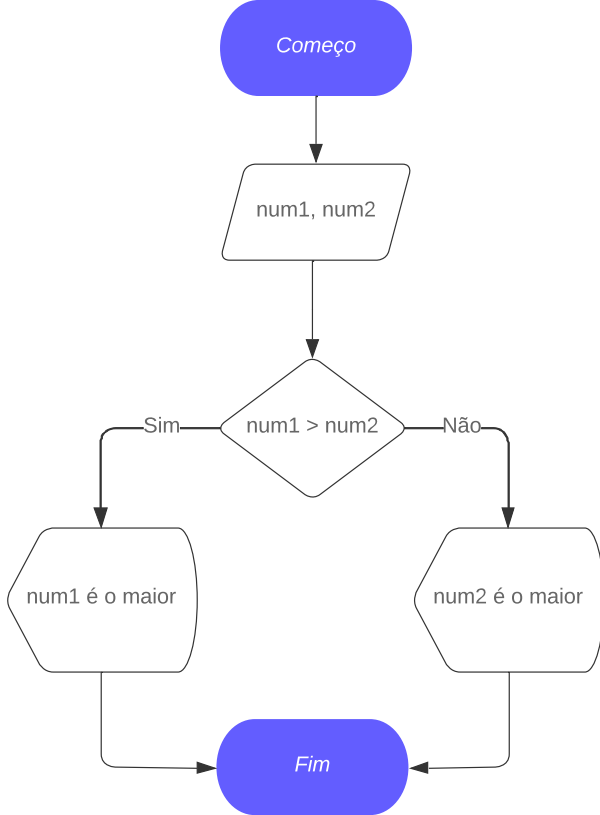 Começo
num1, num2
num1 > num2
Sim
Não
num1 é o maior
num2 é o maior
Fim